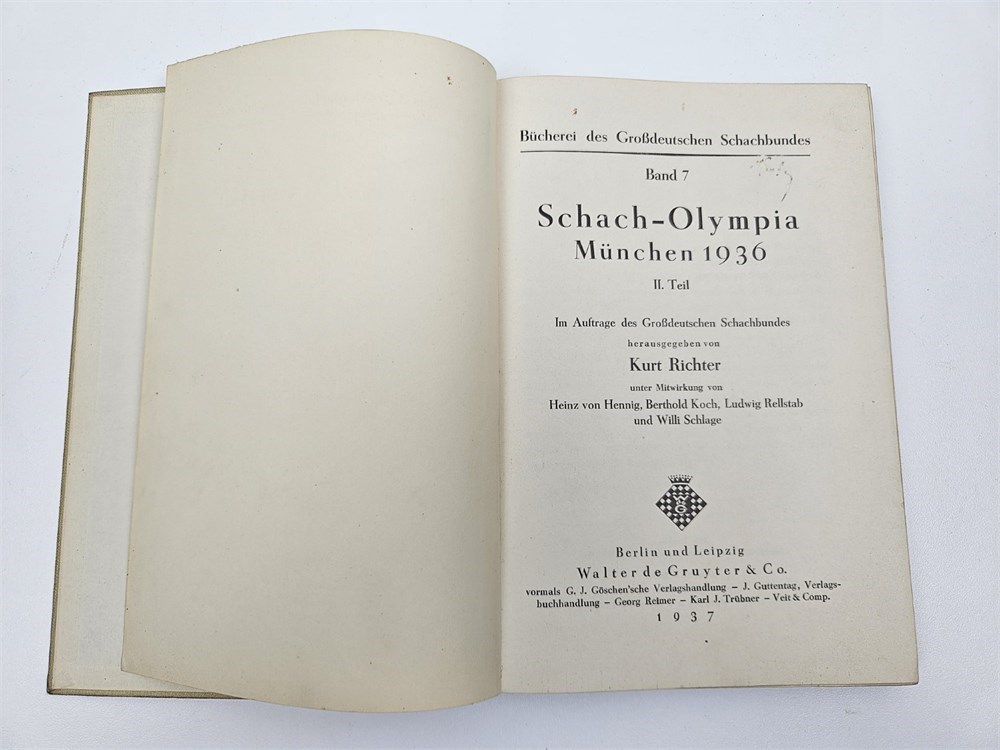 Bücherei des Großdeutschen Schachbundes
Band 7
Schach-Olympia
München 1936
II. Teil
Im Auftrage des Großdeutschen Schachbundes
herausgegeben von
Kurt Richter
unter Mitwirkung von
Heinz von Hennig, Berthold Koch, Ludwig Rellstab
und Willi Schlage
Berlin und Leipzig
Walter de Gruyter & Co.
vormals G. J. Göschen'sche Verlagshandlung – J. Guttentag, Verlags-
buchhandlung – Georg Reimer – Karl J. Trübner – Veit & Comp.
1937